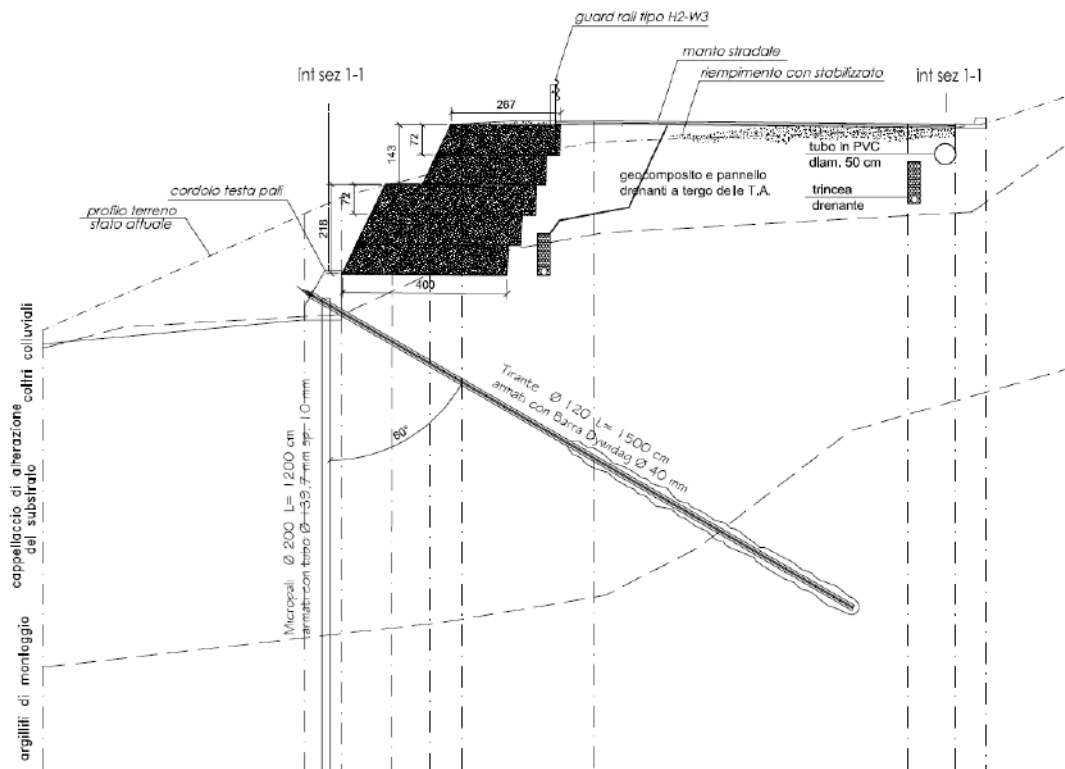 guard rail tipo H2-W3
manto stradale
int sez 1-1
riempimento con stabilizzato
int sez 1-1
267
72
143
tubo in PVC
diam. 50 cm
geocomposito e pannello
drenanti a tergo delle T.A.
trincea
drenante
cordolo testa pali
72
profilo terreno
stato attuale
218
400
coltri colluviali
cappellaccio di alterazione
del substrato
argilliti di montoggio
Tirante Ø 120 L= 1500 cm
armati con Barra Dywidag Ø 40 mm
60°
Micropali Ø 200 L= 1200 cm
armati con tubo Ø 139,7 mm sp. 10 mm